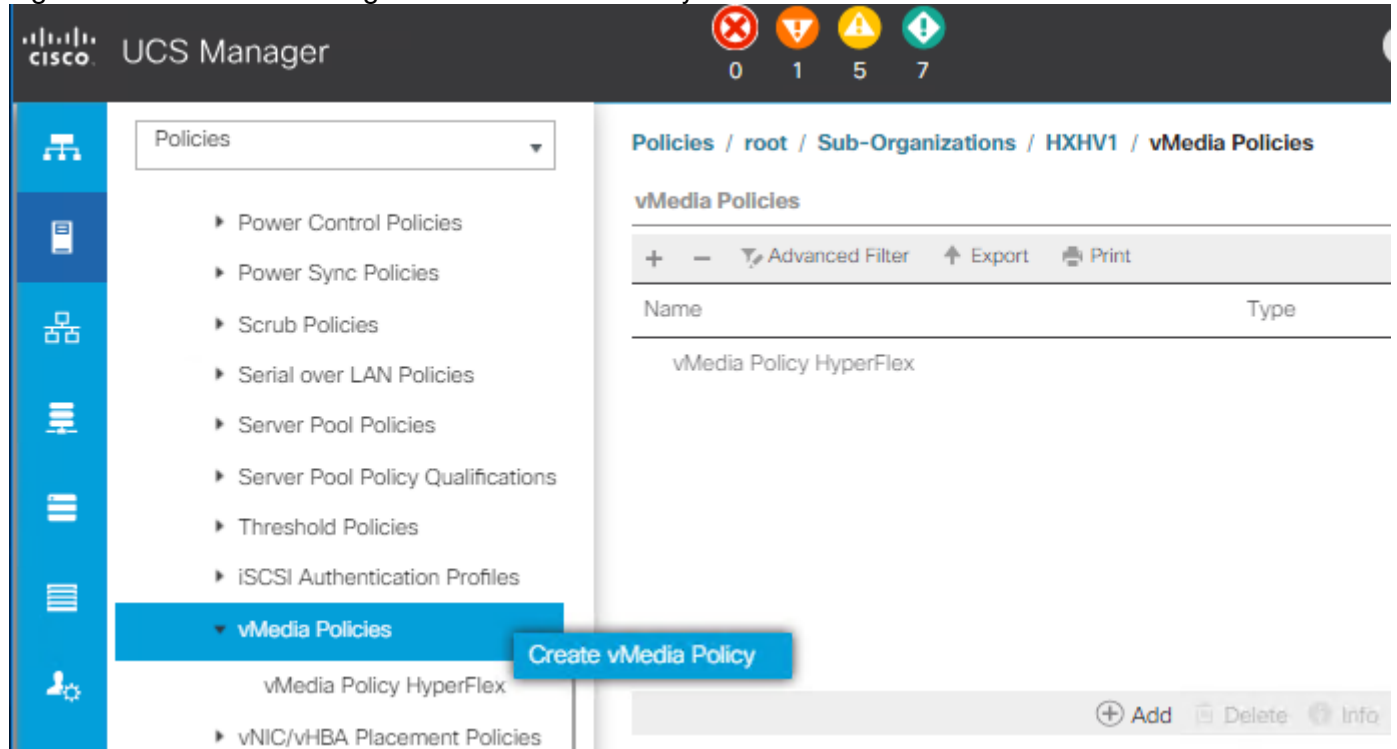 cisco UCS Manager
0 1 5 7
Policies
Power Control Policies
Power Sync Policies
Scrub Policies
Serial over LAN Policies
Server Pool Policies
Server Pool Policy Qualifications
Threshold Policies
iSCSI Authentication Profiles
vMedia Policies
Create vMedia Policy
vMedia Policy HyperFlex
vNIC/vHBA Placement Policies
Policies / root / Sub-Organizations / HXHV1 / vMedia Policies
vMedia Policies
+ − Advanced Filter Export Print
Name Type
vMedia Policy HyperFlex
Add Delete Info